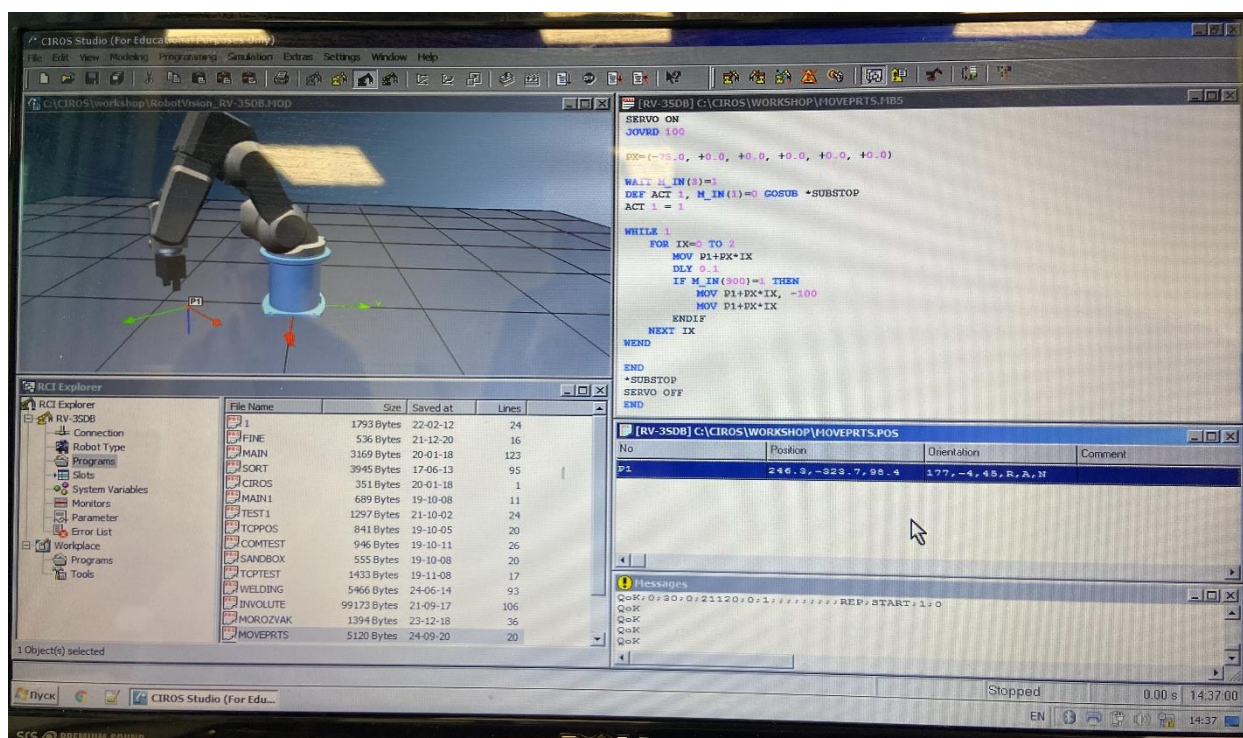 CIROS Studio (For Educational Purposes Only)
File Edit View Modeling Programming Simulation Extras Settings Window Help
C:\CIROS\workshop\RobotVision_RV-3SDB.MOD
P1
Y
[RV-3SDB] C:\CIROS\WORKSHOP\MOVEPRTS.MB5
SERVO ON
JOVRD 100
PX=(-75.0, +0.0, +0.0, +0.0, +0.0, +0.0)
WAIT M_IN(3)=1
DEF ACT 1, M_IN(1)=0 GOSUB *SUBSTOP
ACT 1 = 1
WHILE 1
FOR IX=0 TO 2
MOV P1+PX*IX
DLY 0.1
IF M_IN(900)=1 THEN
MOV P1+PX*IX, -100
MOV P1+PX*IX
ENDIF
NEXT IX
WEND
END
*SUBSTOP
SERVO OFF
END
RCI Explorer
RCI Explorer
RV-3SDB
Connection
Robot Type
Programs
Slots
System Variables
Monitors
Parameter
Error List
Workplace
Programs
Tools
File Name Size Saved at Lines
1 1793 Bytes 22-02-12 24
FINE 536 Bytes 21-12-20 16
MAIN 3169 Bytes 20-01-18 123
SORT 3945 Bytes 17-06-13 95
CIROS 351 Bytes 20-01-18 1
MAIN1 689 Bytes 19-10-08 11
TEST1 1297 Bytes 21-10-02 24
TCPPOS 841 Bytes 19-10-05 20
COMTEST 946 Bytes 19-10-11 26
SANDBOX 555 Bytes 19-10-08 20
TCPTEST 1433 Bytes 19-11-08 17
WELDING 5466 Bytes 24-06-14 93
INVOLUTE 99173 Bytes 21-09-17 106
MOROZVAK 1394 Bytes 23-12-18 36
MOVEPRTS 5120 Bytes 24-09-20 20
1 Object(s) selected
[RV-3SDB] C:\CIROS\WORKSHOP\MOVEPRTS.POS
No Position Orientation Comment
P1 246.3,-323.7,98.4 177,-4,45,R,A,N
Messages
QoK;0;30;0;21120;0;1;;;;;;;;;REP;START;1;0
QoK
QoK
QoK
QoK
Stopped 0.00 s 14:37:00
Пуск CIROS Studio (For Edu...
EN 14:37
PREMIUM SOUND